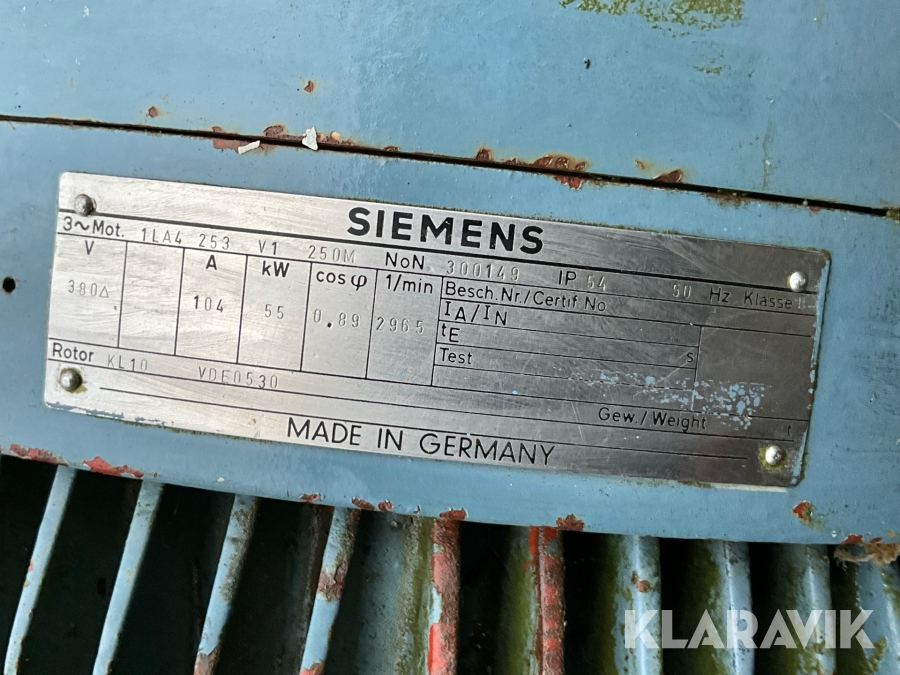 SIEMENS
3~Mot. 1LA4 253 V1 250M NoN 300149 IP 54 50 Hz Klasse
V A kW cos φ 1/min Besch.Nr./Certif.No
380Δ 104 55 0.89 2965 IA/IN
tE s
Test
Rotor KL10 VDE0530
Gew./Weight t
MADE IN GERMANY
KLARAVIK